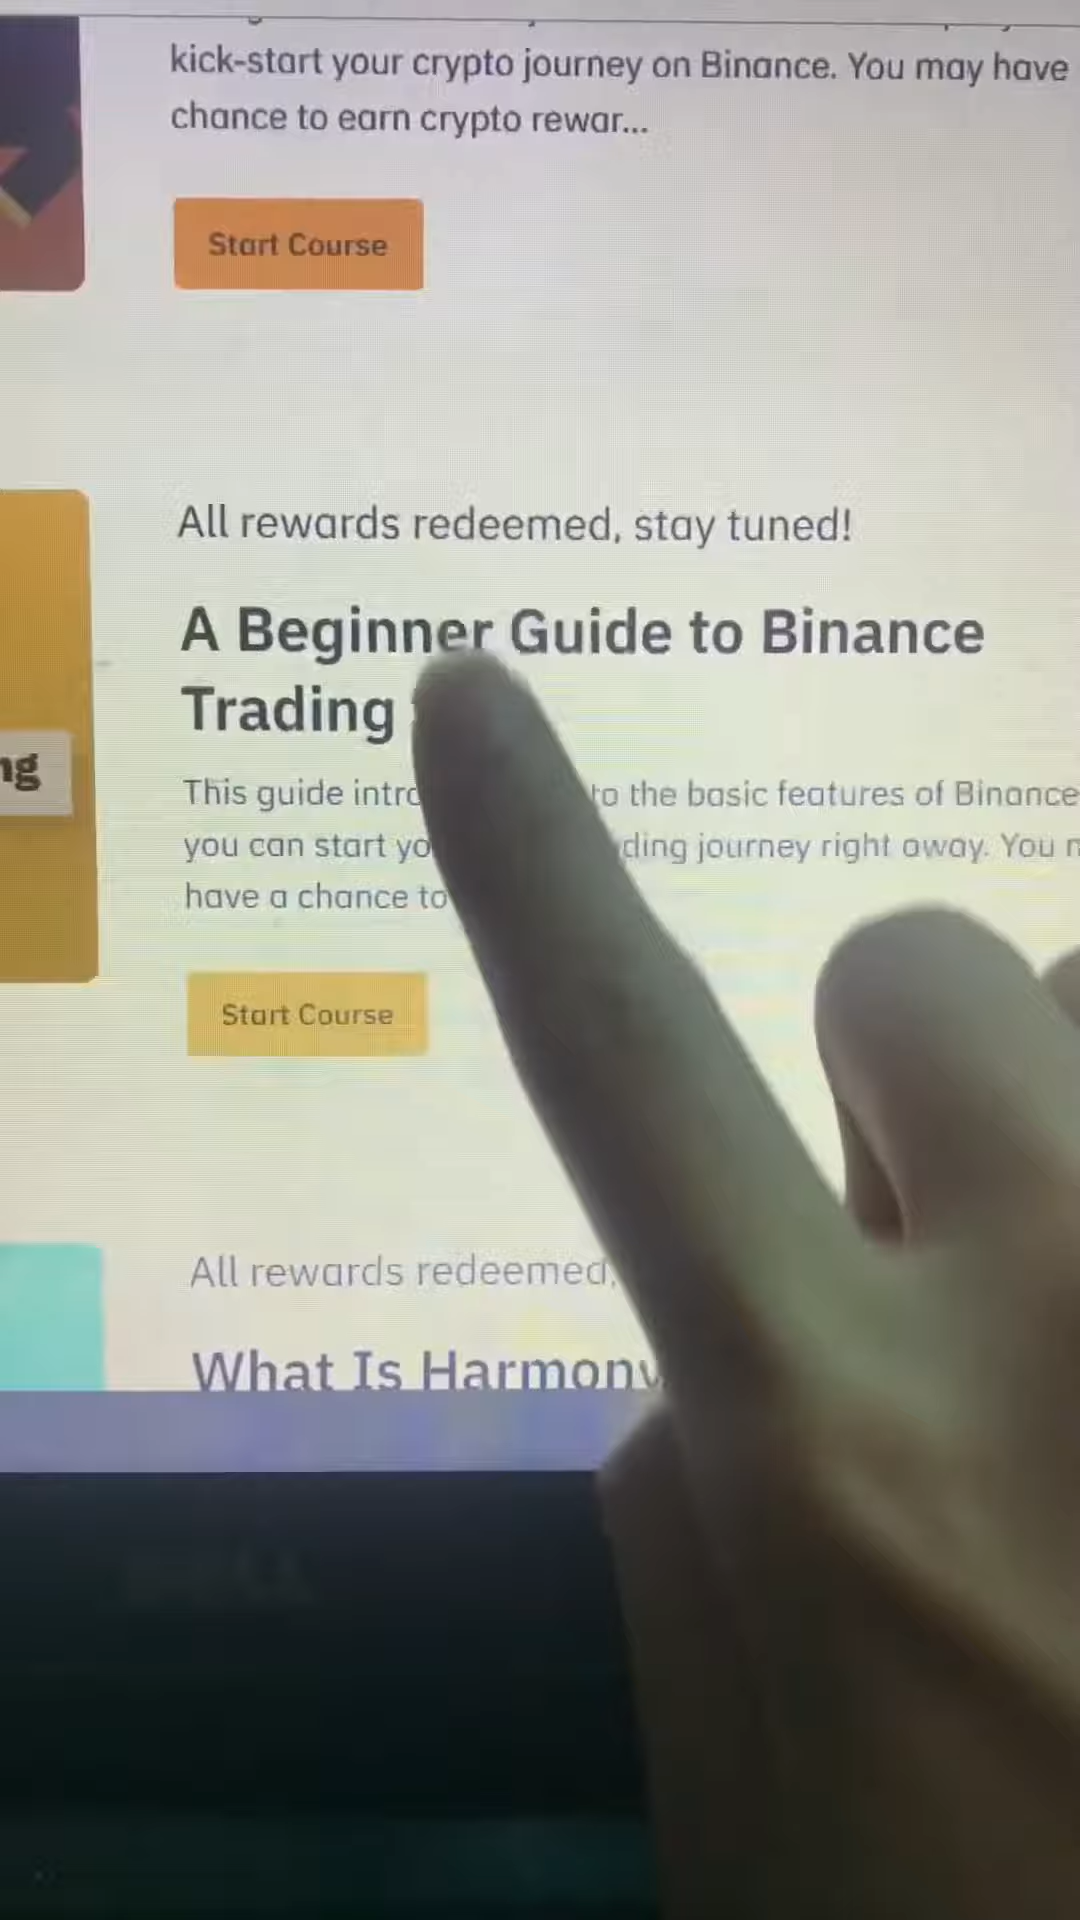 kick-start your crypto journey on Binance. You may have
chance to earn crypto rewar...
Start Course
All rewards redeemed, stay tuned!
A Beginner Guide to Binance
Trading
ng
This guide intro to the basic features of Binance
you can start yo ding journey right away. You
have a chance to
Start Course
All rewards redeemed,
What Is Harmony